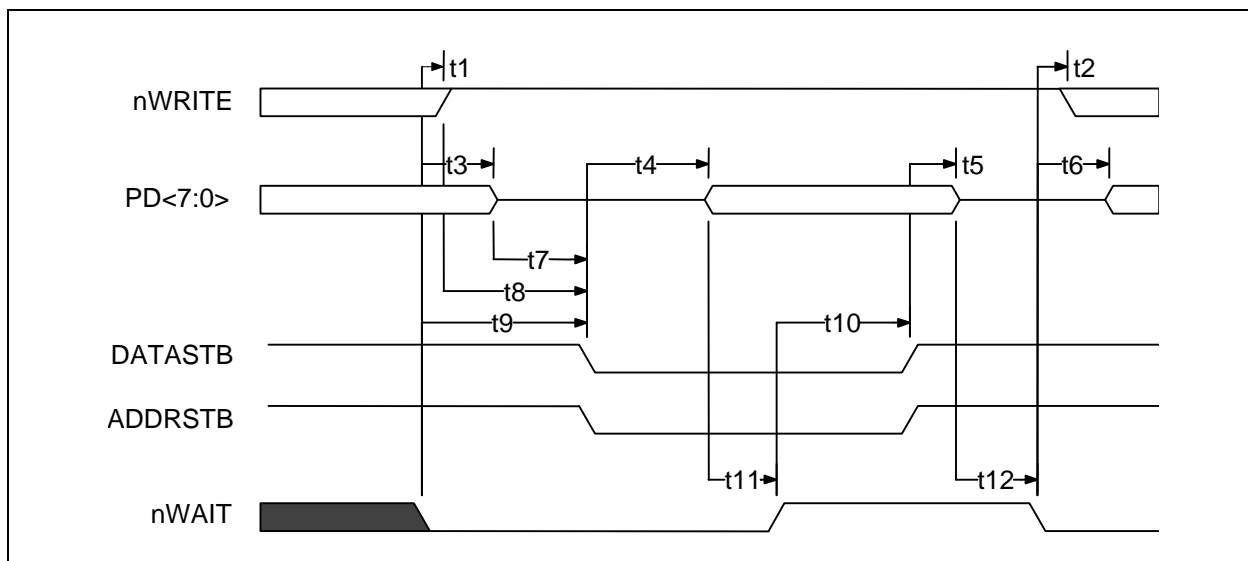 t1 t2
nWRITE
t3 t4 t5 t6
PD<7:0>
t7
t8
t9 t10
DATASTB
ADDRSTB
t11 t12
nWAIT